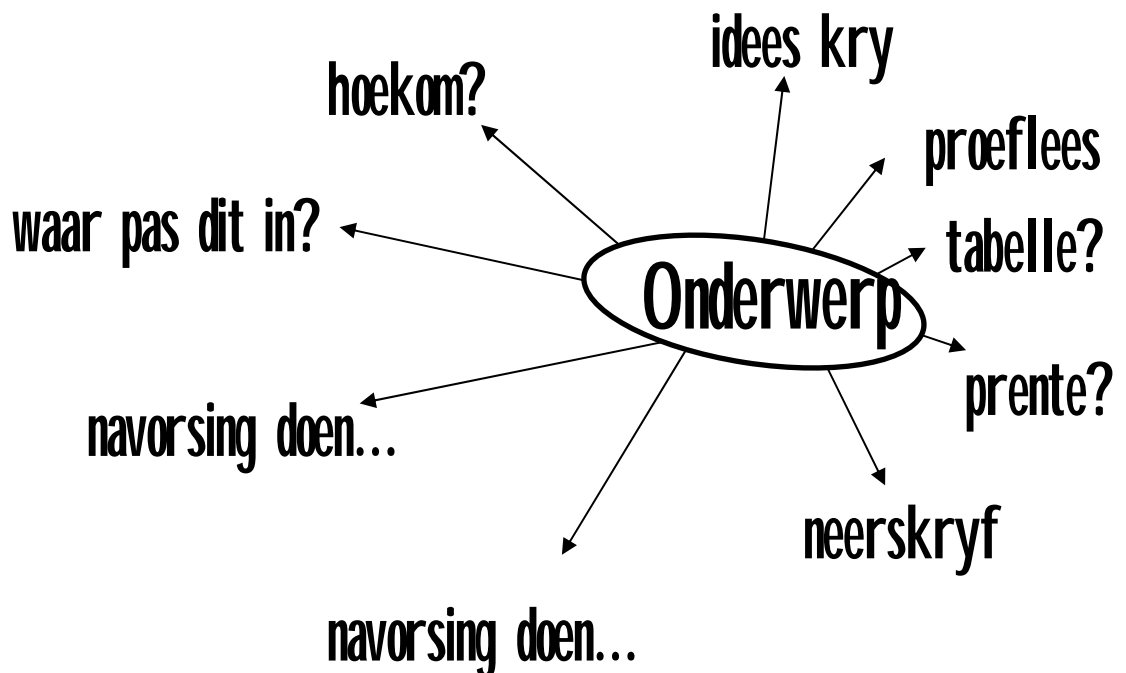 idees kry
hoekom?
proeflees
waar pas dit in?
tabelle?
Onderwerp
prente?
navorsing doen...
neerskryf
navorsing doen...